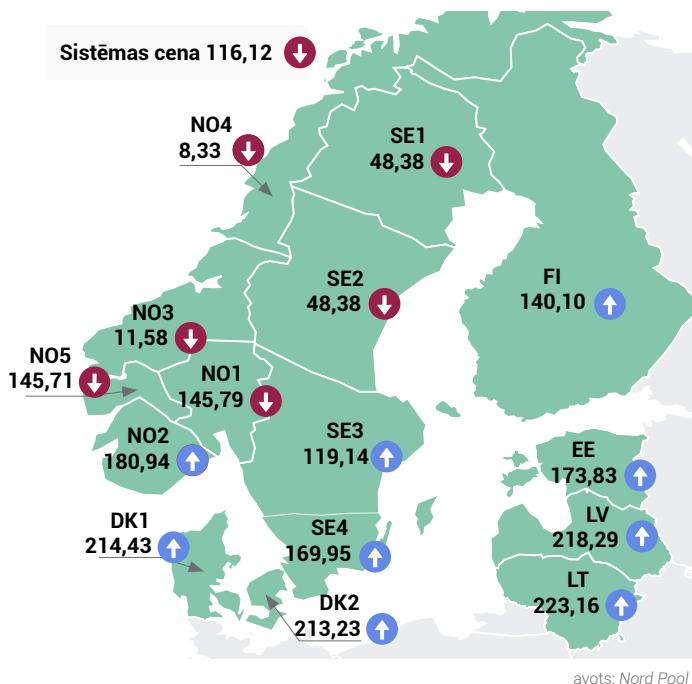 Sistēmas cena 116,12
NO4
8,33
SE1
48,38
SE2
48,38
FI
140,10
NO3
11,58
NO5
145,71
NO1
145,79
NO2
180,94
SE3
119,14
EE
173,83
DK1
214,43
SE4
169,95
LV
218,29
LT
223,16
DK2
213,23
avots: Nord Pool